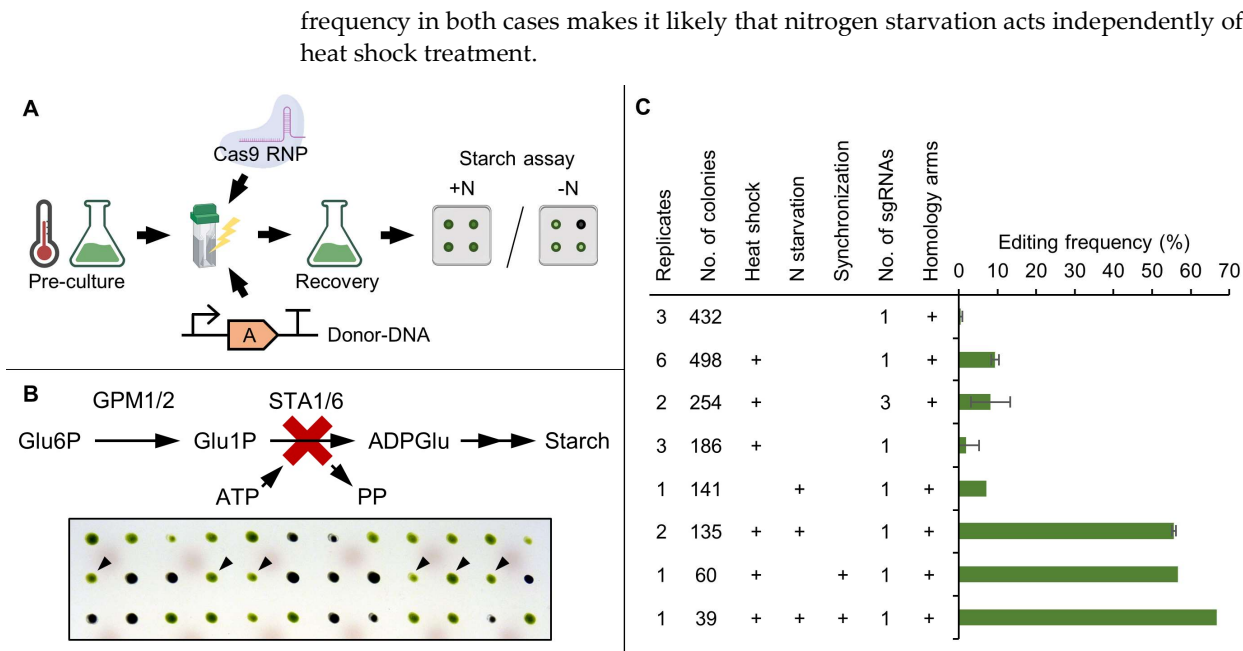 frequency in both cases makes it likely that nitrogen starvation acts independently of
heat shock treatment.
A
Cas9 RNP
Starch assay
+N
-N
Pre-culture
Recovery
A
Donor-DNA
B
GPM1/2
STA1/6
Glu6P
Glu1P
ADPGlu
Starch
ATP
PP
C
Replicates
No. of colonies
Heat shock
N starvation
Synchronization
No. of sgRNAs
Homology arms
Editing frequency (%)
0 10 20 30 40 50 60 70
3 432 1 +
6 498 + 1 +
2 254 + 3 +
3 186 + 1
1 141 + 1 +
2 135 + + 1 +
1 60 + + 1 +
1 39 + + + 1 +